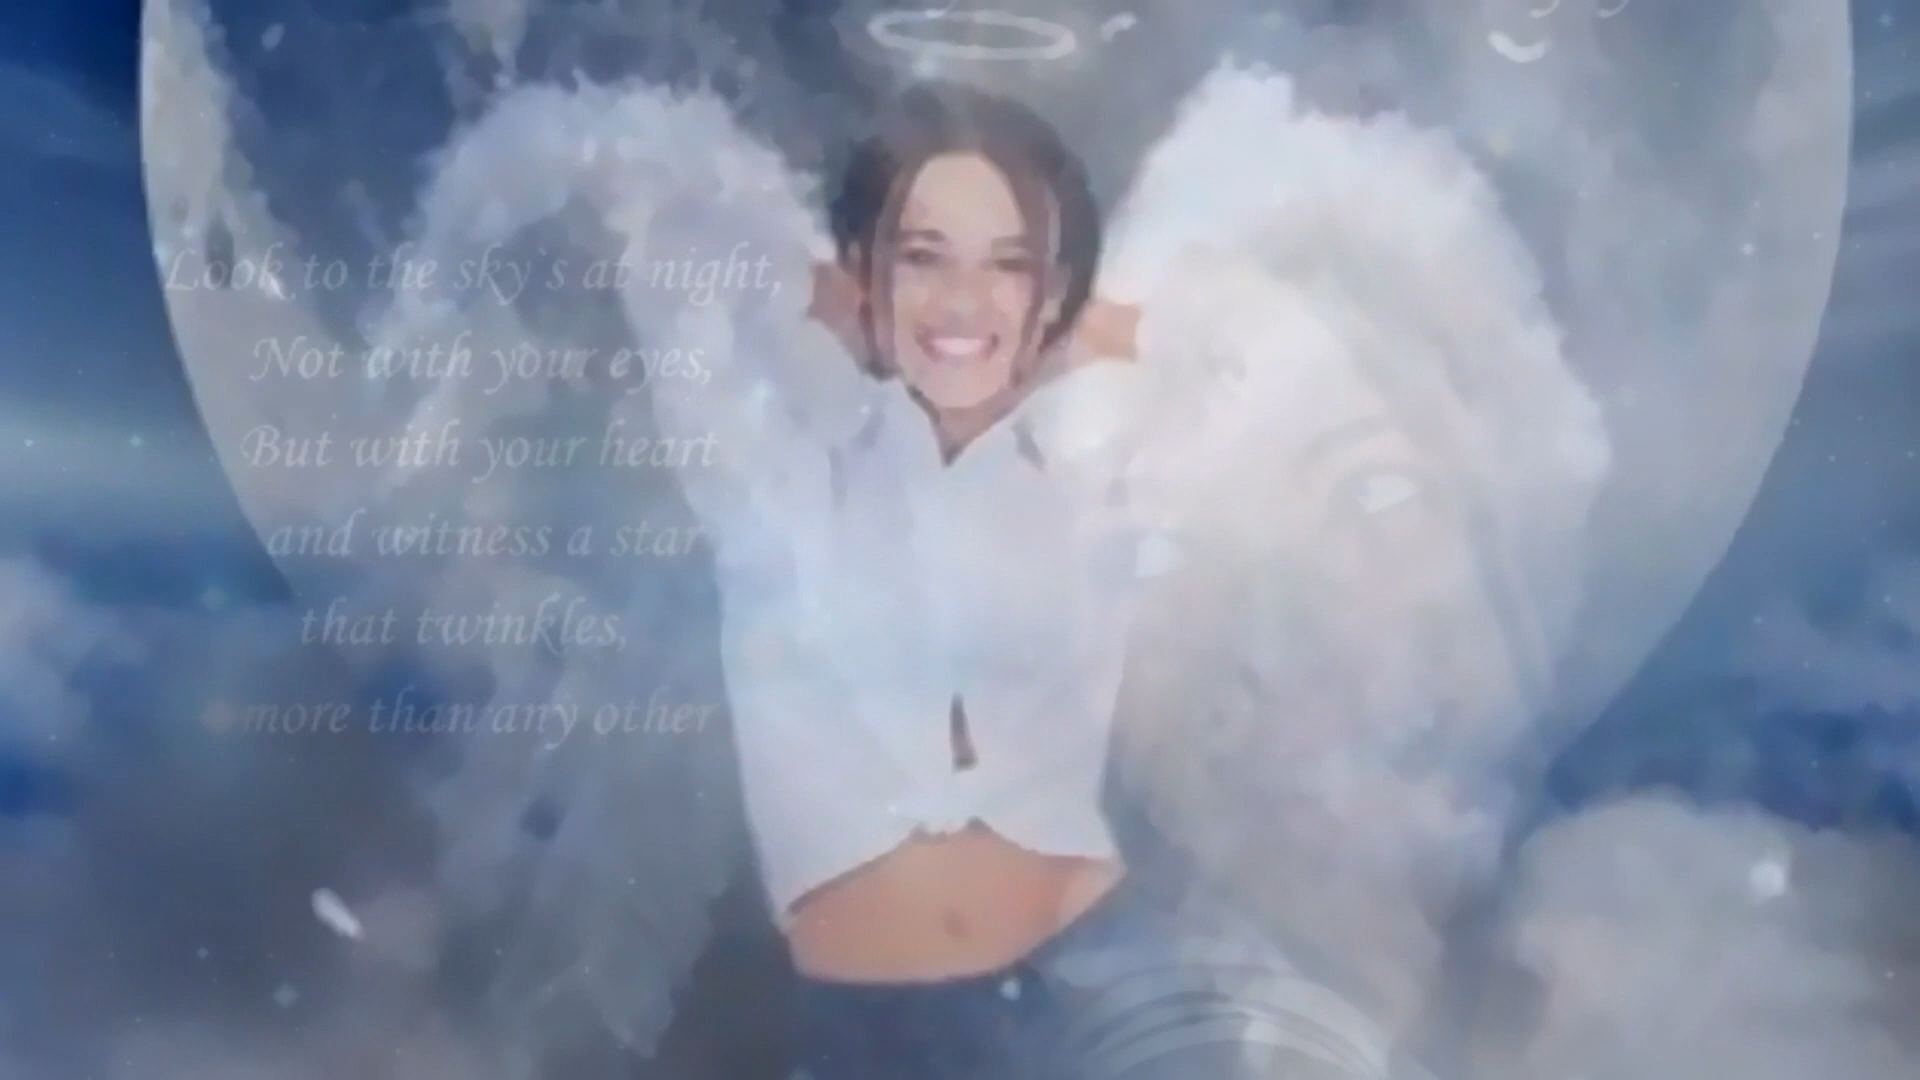 Look to the sky`s at night,
Not with your eyes,
But with your heart
and witness a star
that twinkles,
more than any other